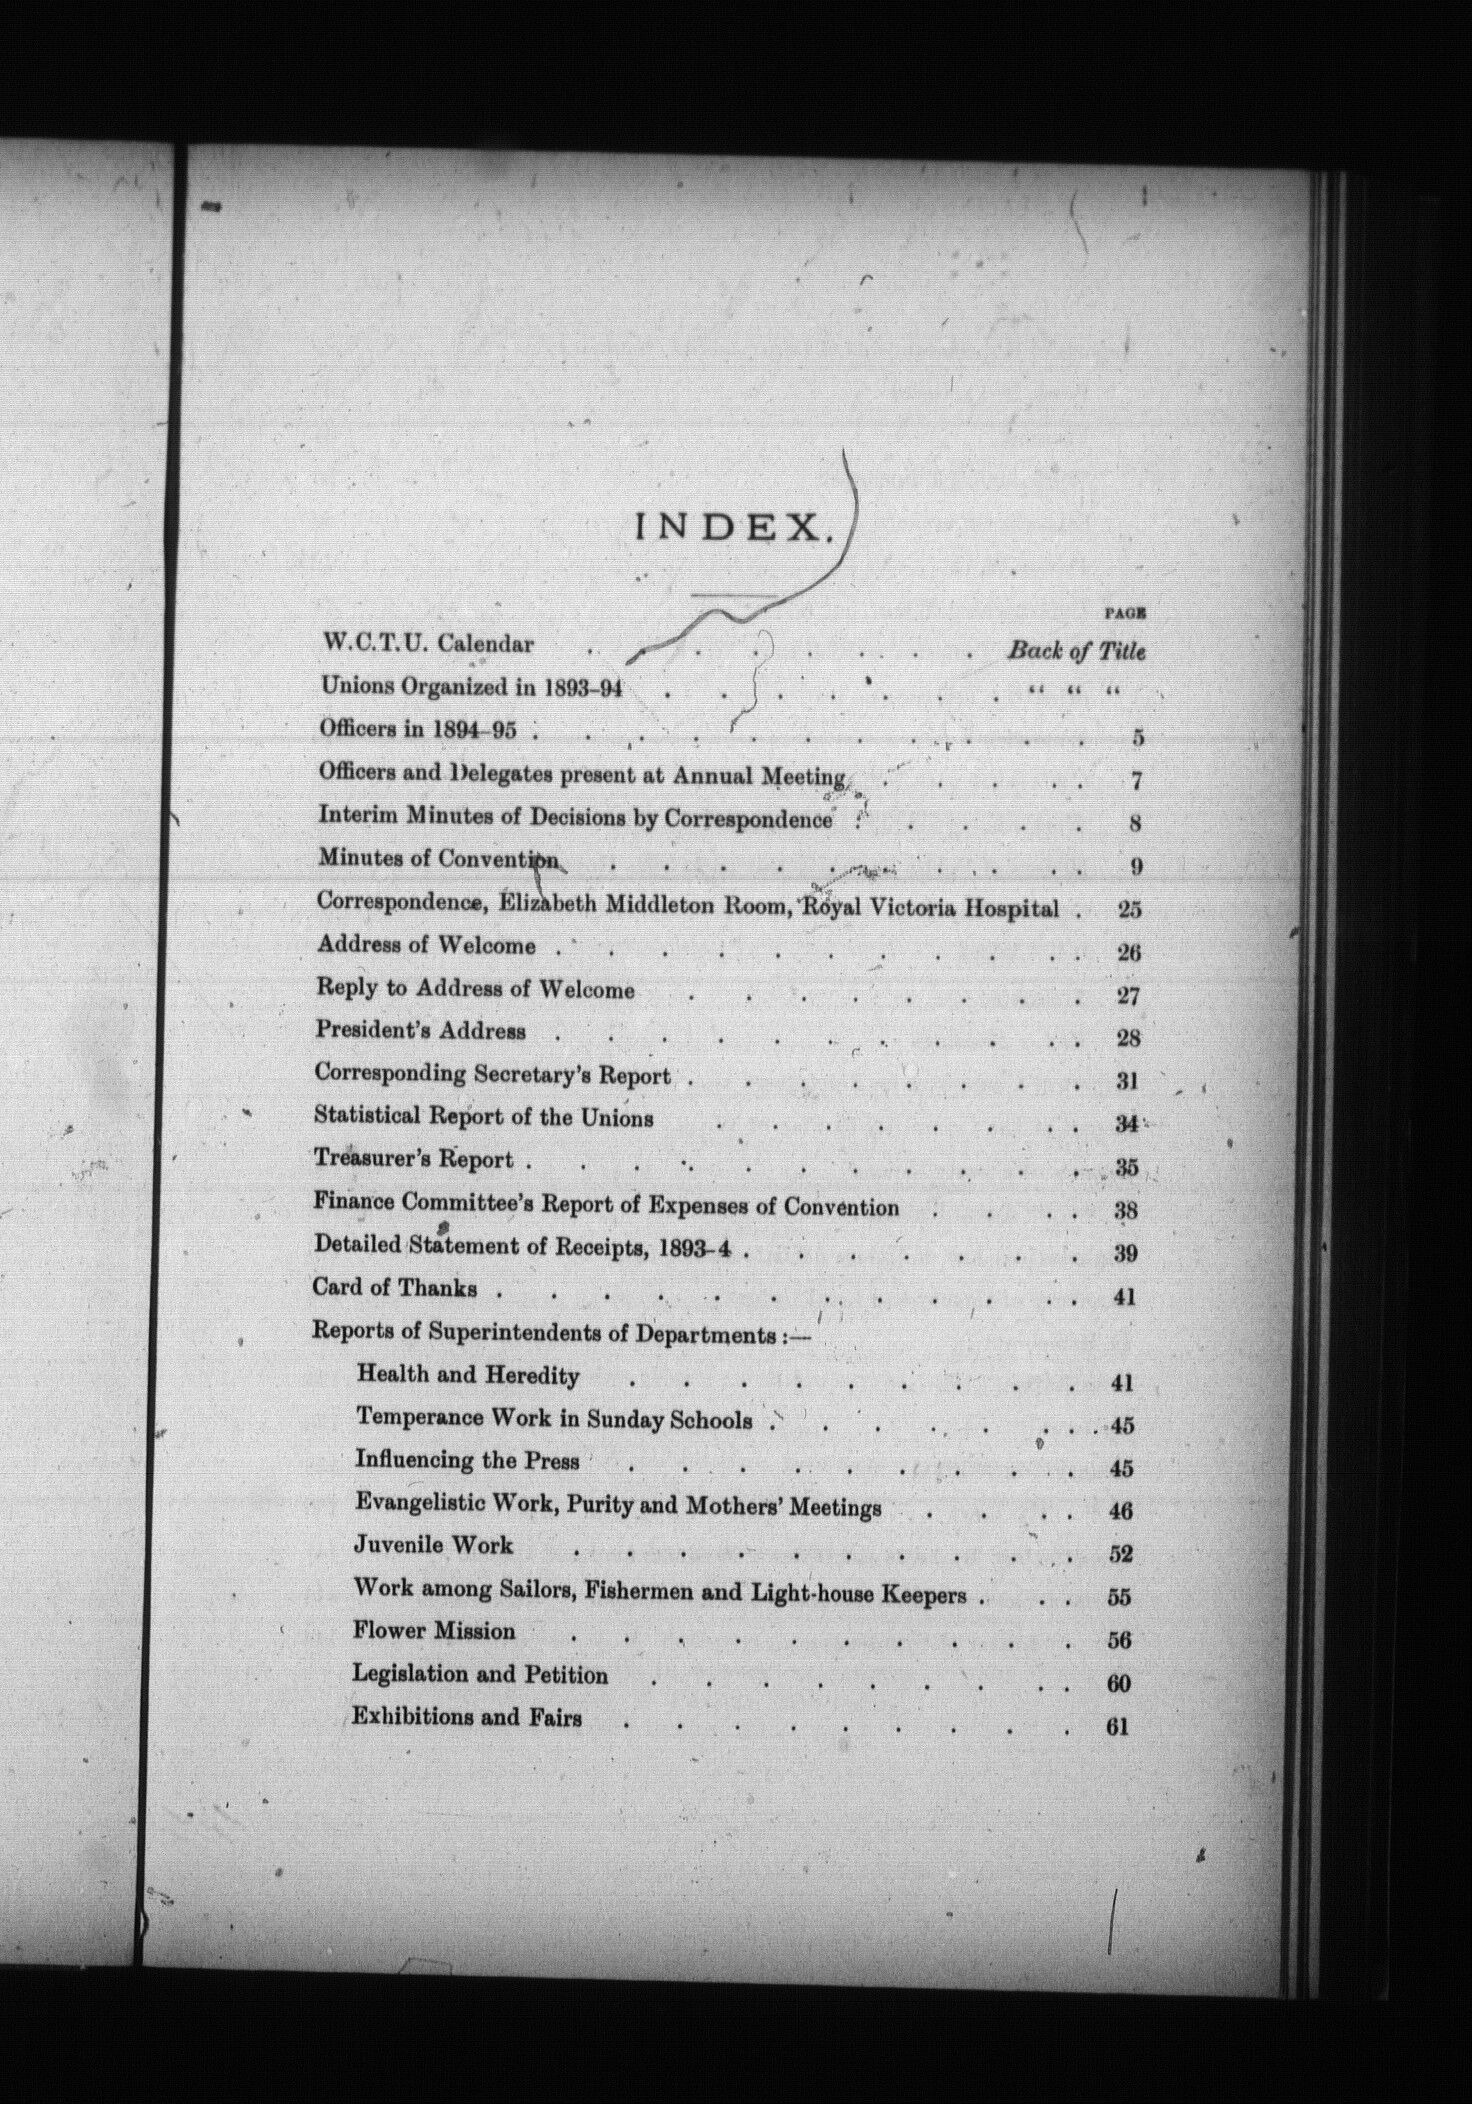 INDEX.
PAGE
W.C.T.U. Calendar . . . . . . . . Back of Title
Unions Organized in 1893-94 . . . . . . . “ “ “
Officers in 1894-95 . . . . . . . . . . . 5
Officers and Delegates present at Annual Meeting . . . . . 7
Interim Minutes of Decisions by Correspondence . . . . . 8
Minutes of Convention . . . . . . . . . . 9
Correspondence, Elizabeth Middleton Room, Royal Victoria Hospital . 25
Address of Welcome . . . . . . . . . . . 26
Reply to Address of Welcome . . . . . . . . 27
President's Address . . . . . . . . . . . 28
Corresponding Secretary's Report . . . . . . . . 31
Statistical Report of the Unions . . . . . . . . 34
Treasurer's Report . . . . . . . . . . . 35
Finance Committee's Report of Expenses of Convention . . . . 38
Detailed Statement of Receipts, 1893-4 . . . . . . . 39
Card of Thanks . . . . . . . . . . . . 41
Reports of Superintendents of Departments :—
Health and Heredity . . . . . . . . . 41
Temperance Work in Sunday Schools . . . . . . . . 45
Influencing the Press . . . . . . . . . 45
Evangelistic Work, Purity and Mothers' Meetings . . . . 46
Juvenile Work . . . . . . . . . . 52
Work among Sailors, Fishermen and Light-house Keepers . . . 55
Flower Mission . . . . . . . . . . 56
Legislation and Petition . . . . . . . . . 60
Exhibitions and Fairs . . . . . . . . . 61